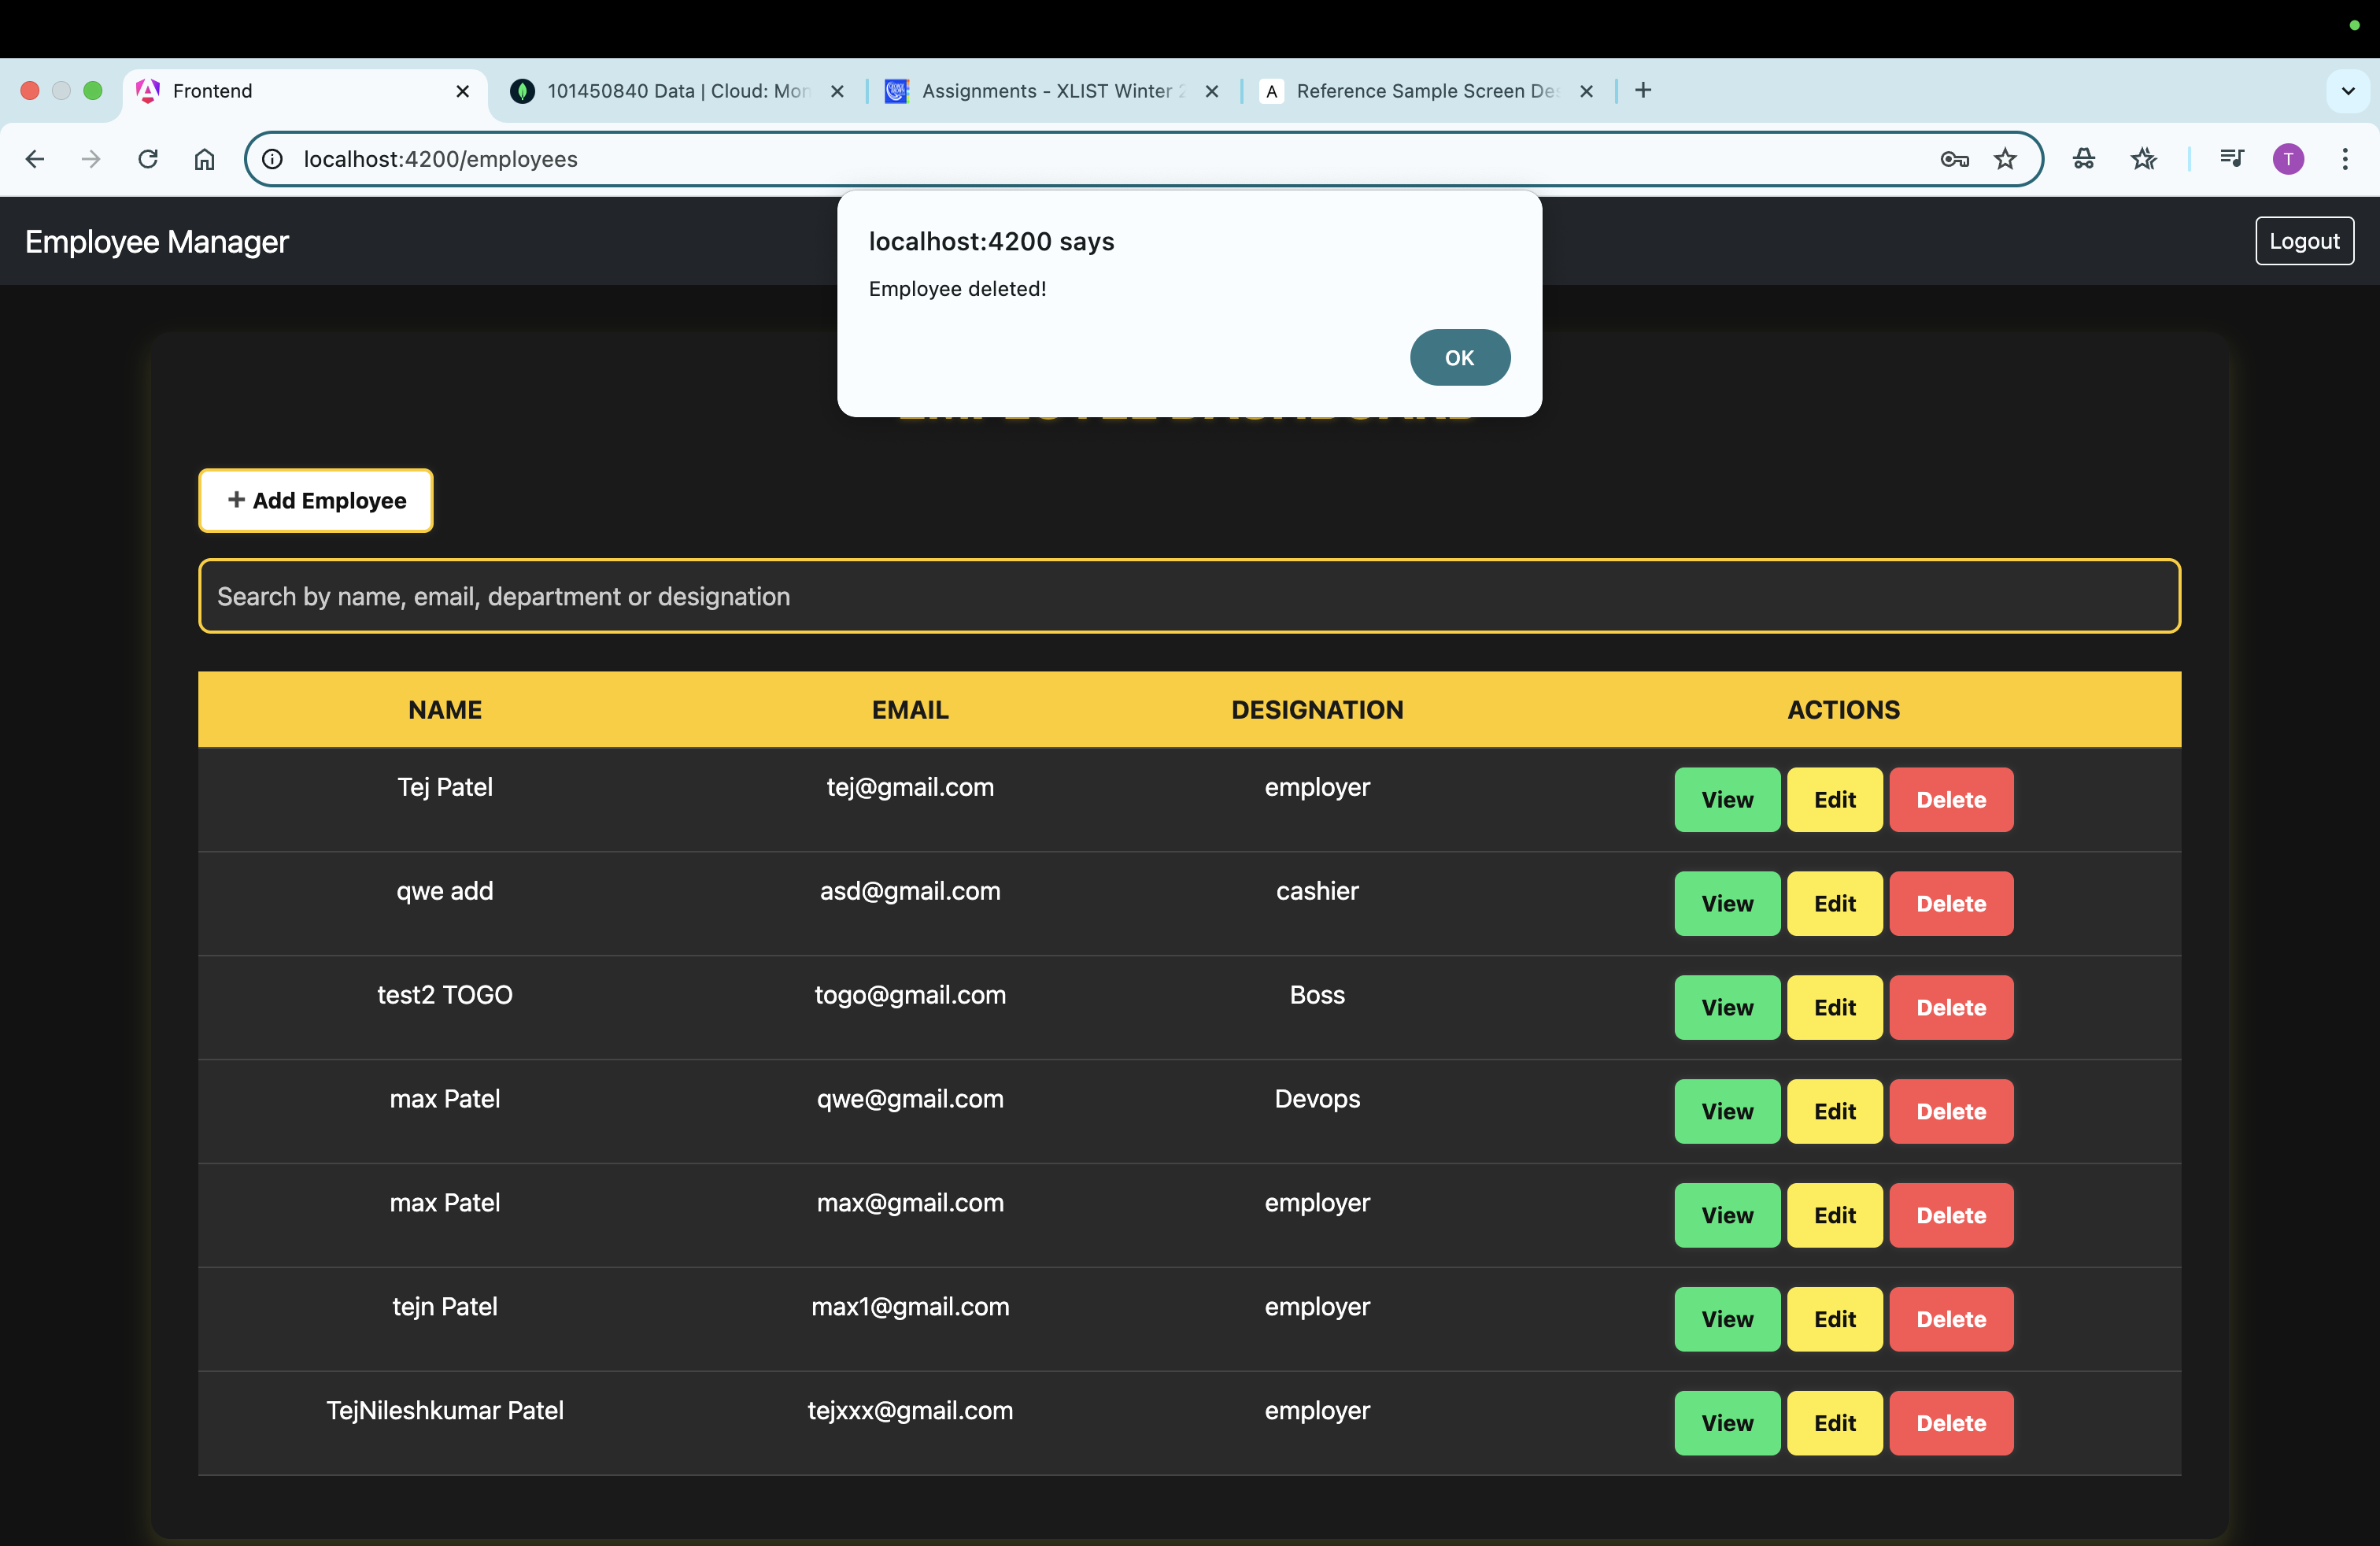 Frontend
101450840 Data | Cloud: Mon
Assignments - XLIST Winter 2
Reference Sample Screen Des
localhost:4200/employees
T
Employee Manager
Logout
localhost:4200 says
Employee deleted!
OK
+ Add Employee
Search by name, email, department or designation
NAME EMAIL DESIGNATION ACTIONS
Tej Patel tej@gmail.com employer View Edit Delete
qwe add asd@gmail.com cashier View Edit Delete
test2 TOGO togo@gmail.com Boss View Edit Delete
max Patel qwe@gmail.com Devops View Edit Delete
max Patel max@gmail.com employer View Edit Delete
tejn Patel max1@gmail.com employer View Edit Delete
TejNileshkumar Patel tejxxx@gmail.com employer View Edit Delete